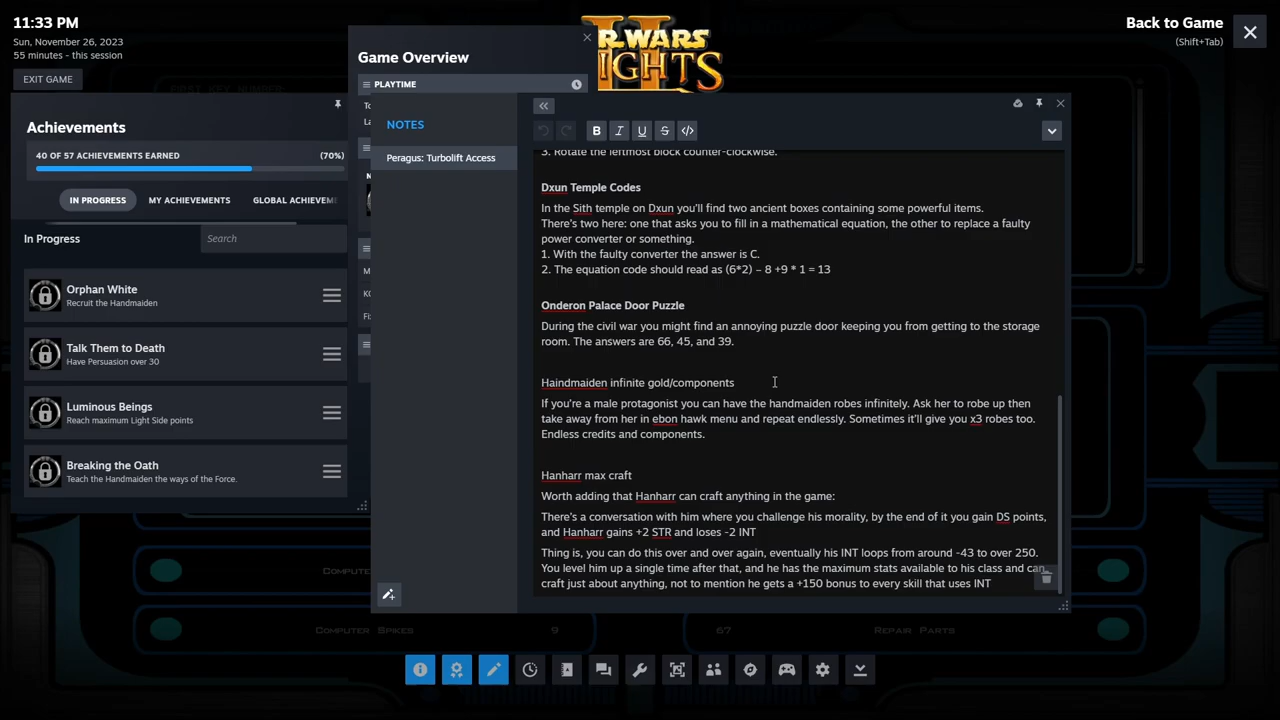 11:33 PM
Sun, November 26, 2023
55 minutes - this session
EXIT GAME
Back to Game
(Shift+Tab)
R WARS
IGHTS
II
Achievements
40 OF 57 ACHIEVEMENTS EARNED (70%)
IN PROGRESS MY ACHIEVEMENTS GLOBAL ACHIEVEM
In Progress
Search
Orphan White
Recruit the Handmaiden
Talk Them to Death
Have Persuasion over 30
Luminous Beings
Reach maximum Light Side points
Breaking the Oath
Teach the Handmaiden the ways of the Force.
Game Overview
PLAYTIME
To
La
N
M
KC
Fi
NOTES
Peragus: Turbolift Access
B I U S </>
3. Rotate the leftmost block counter-clockwise.
Dxun Temple Codes
In the Sith temple on Dxun you'll find two ancient boxes containing some powerful items.
There's two here: one that asks you to fill in a mathematical equation, the other to replace a faulty
power converter or something.
1. With the faulty converter the answer is C.
2. The equation code should read as (6*2) – 8 +9 * 1 = 13
Onderon Palace Door Puzzle
During the civil war you might find an annoying puzzle door keeping you from getting to the storage
room. The answers are 66, 45, and 39.
Haindmaiden infinite gold/components
If you're a male protagonist you can have the handmaiden robes infinitely. Ask her to robe up then
take away from her in ebon hawk menu and repeat endlessly. Sometimes it'll give you x3 robes too.
Endless credits and components.
Hanharr max craft
Worth adding that Hanharr can craft anything in the game:
There's a conversation with him where you challenge his morality, by the end of it you gain DS points,
and Hanharr gains +2 STR and loses -2 INT
Thing is, you can do this over and over again, eventually his INT loops from around -43 to over 250.
You level him up a single time after that, and he has the maximum stats available to his class and can
craft just about anything, not to mention he gets a +150 bonus to every skill that uses INT
Computer Spikes 9 67 Repair Parts